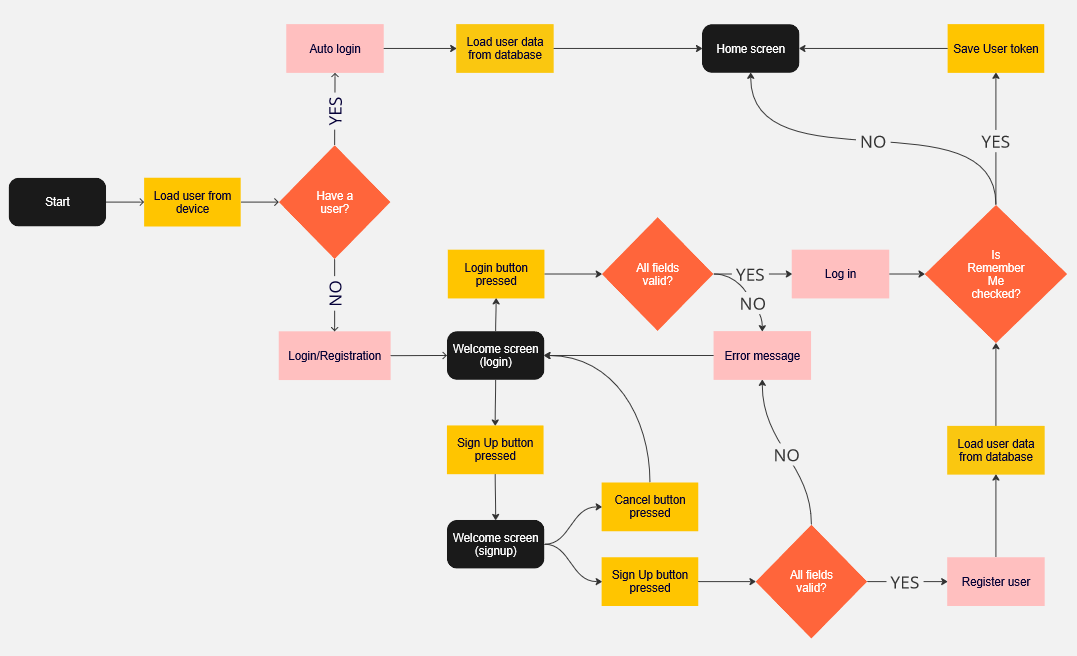 Auto login
Load user data
from database
Home screen
Save User token
YES
NO
YES
Start
Load user from
device
Have a
user?
NO
Login button
pressed
All fields
valid?
YES
NO
Log in
Is
Remember
Me
checked?
Login/Registration
Welcome screen
(login)
Error message
Sign Up button
pressed
NO
Load user data
from database
Cancel button
pressed
Welcome screen
(signup)
Sign Up button
pressed
All fields
valid?
YES
Register user